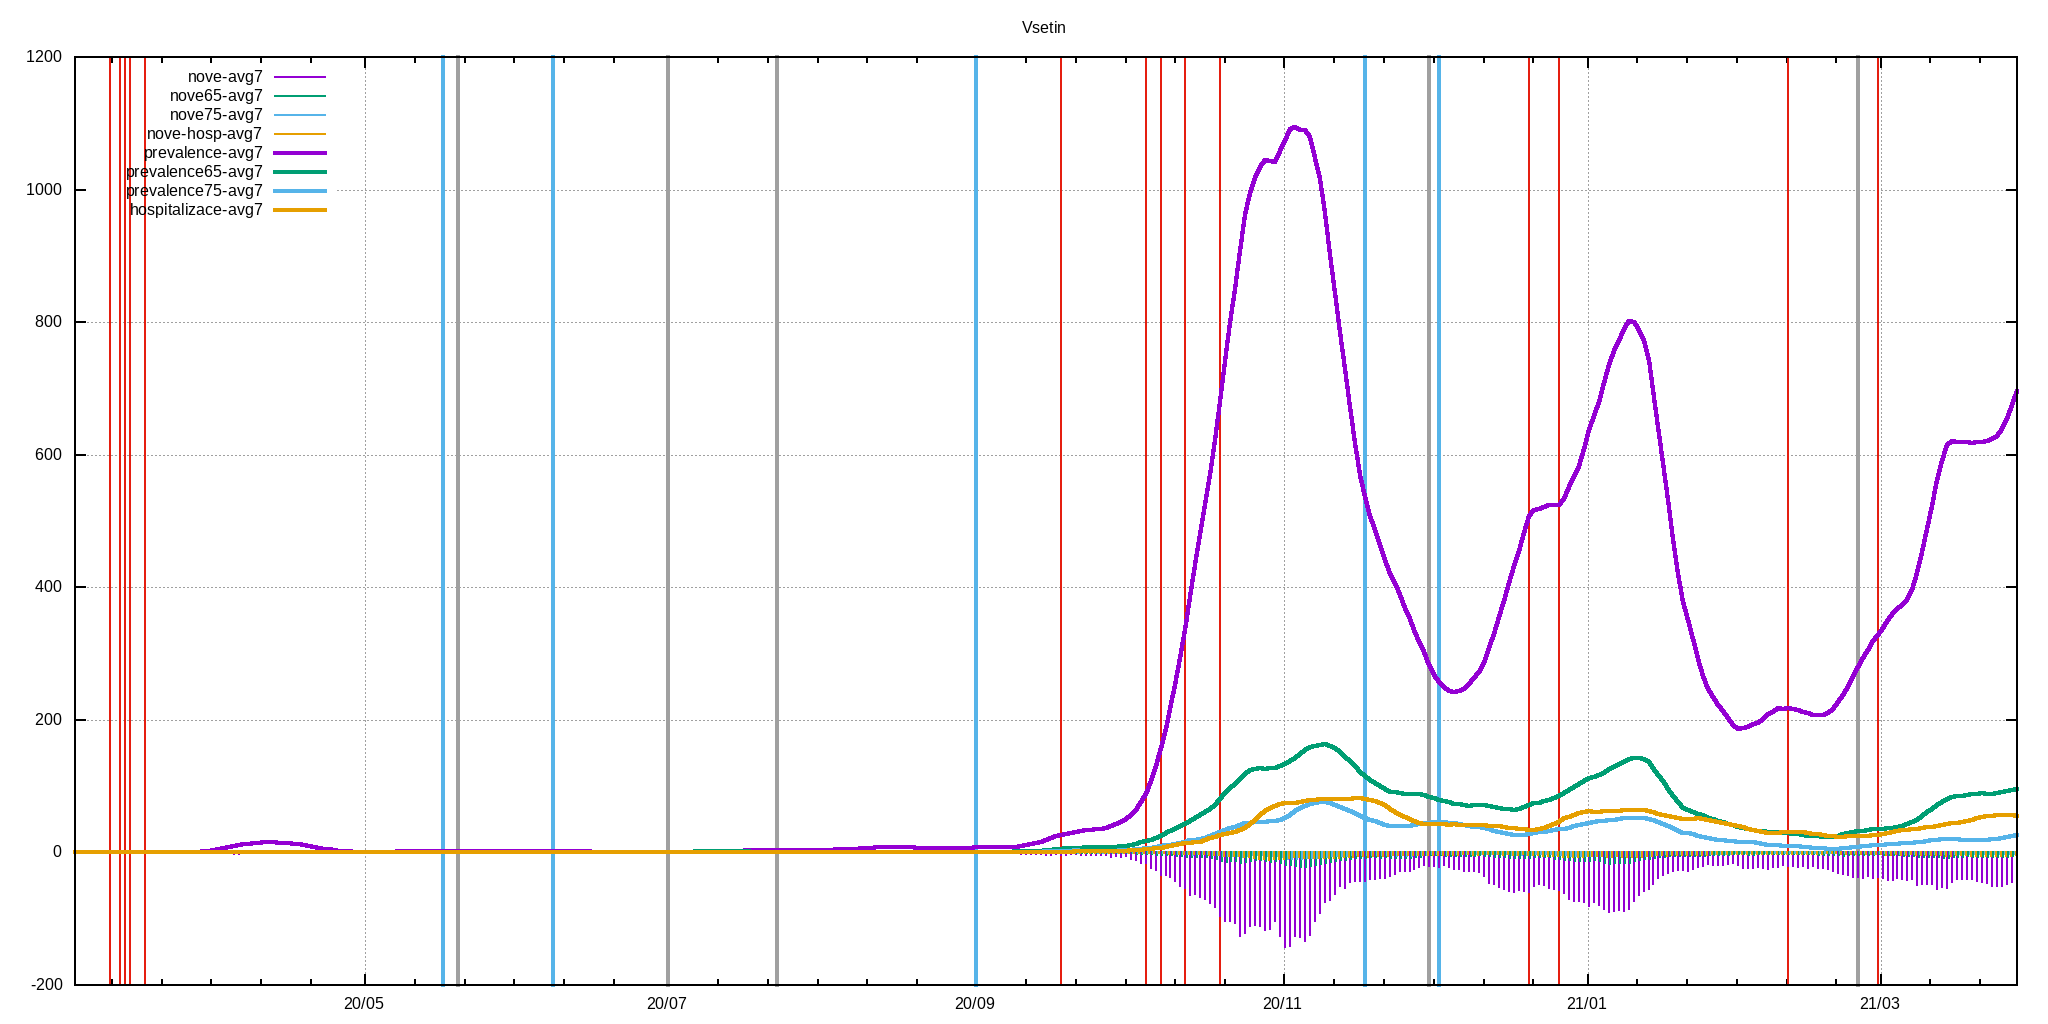 Vsetin
1200
1000
800
600
400
200
0
-200
nove-avg7
nove65-avg7
nove75-avg7
nove-hosp-avg7
prevalence-avg7
prevalence65-avg7
prevalence75-avg7
hospitalizace-avg7
20/05 20/07 20/09 20/11 21/01 21/03